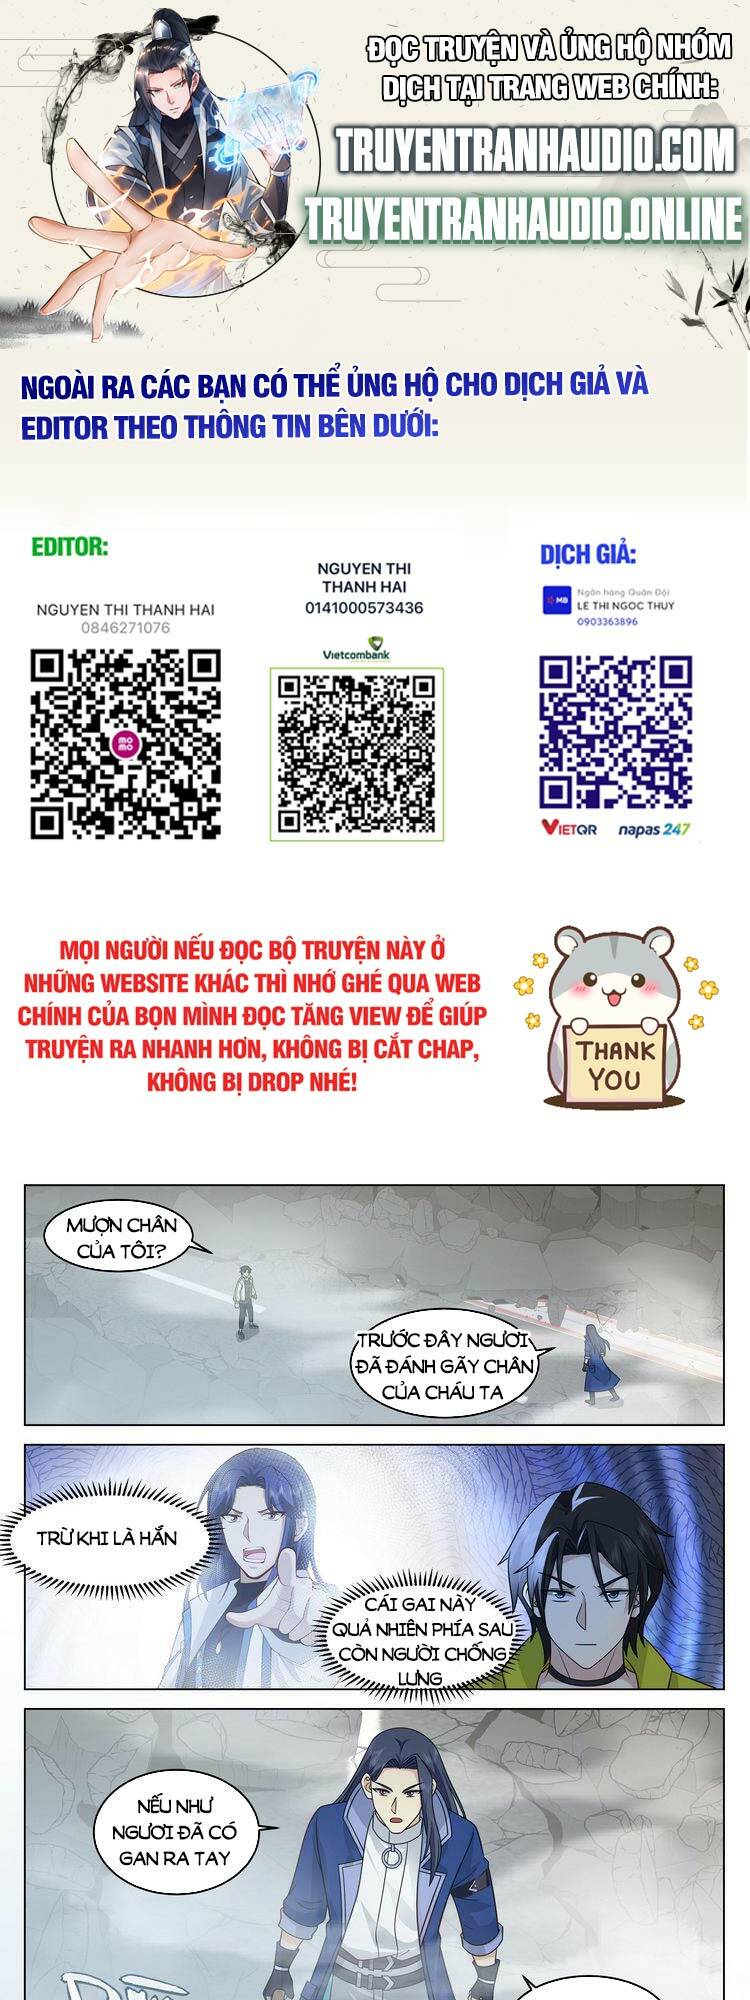 ĐỌC TRUYỆN VÀ ỦNG HỘ NHÓM
DỊCH TẠI TRANG WEB CHÍNH:
TRUYENTRANHAUDIO.COM
TRUYENTRANHAUDIO.ONLINE
NGOÀI RA CÁC BẠN CÓ THỂ ỦNG HỘ CHO DỊCH GIẢ VÀ
EDITOR THEO THÔNG TIN BÊN DƯỚI:
EDITOR:
NGUYEN THI THANH HAI
0846271076
mo
mo
NGUYEN THI
THANH HAI
0141000573436
Vietcombank
DỊCH GIẢ:
MB
Ngân hàng Quân Đội
LE THI NGOC THUY
0903363896
VIETQR
napas 247
MỌI NGƯỜI NẾU ĐỌC BỘ TRUYỆN NÀY Ở
NHỮNG WEBSITE KHÁC THÌ NHỚ GHÉ QUA WEB
CHÍNH CỦA BỌN MÌNH ĐỌC TĂNG VIEW ĐỂ GIÚP
TRUYỆN RA NHANH HƠN, KHÔNG BỊ CẮT CHAP,
KHÔNG BỊ DROP NHÉ!
THANK
YOU
MƯỢN CHÂN
CỦA TÔI?
TRƯỚC ĐÂY NGƯƠI
ĐÃ ĐÁNH GÃY CHÂN
CỦA CHÁU TA
TRỪ KHI LÀ HẮN
CÁI GAI NÀY
QUẢ NHIÊN PHÍA SAU
CÒN NGƯỜI CHỐNG
LƯNG
NẾU NHƯ
NGƯƠI ĐÃ CÓ
GAN RA TAY